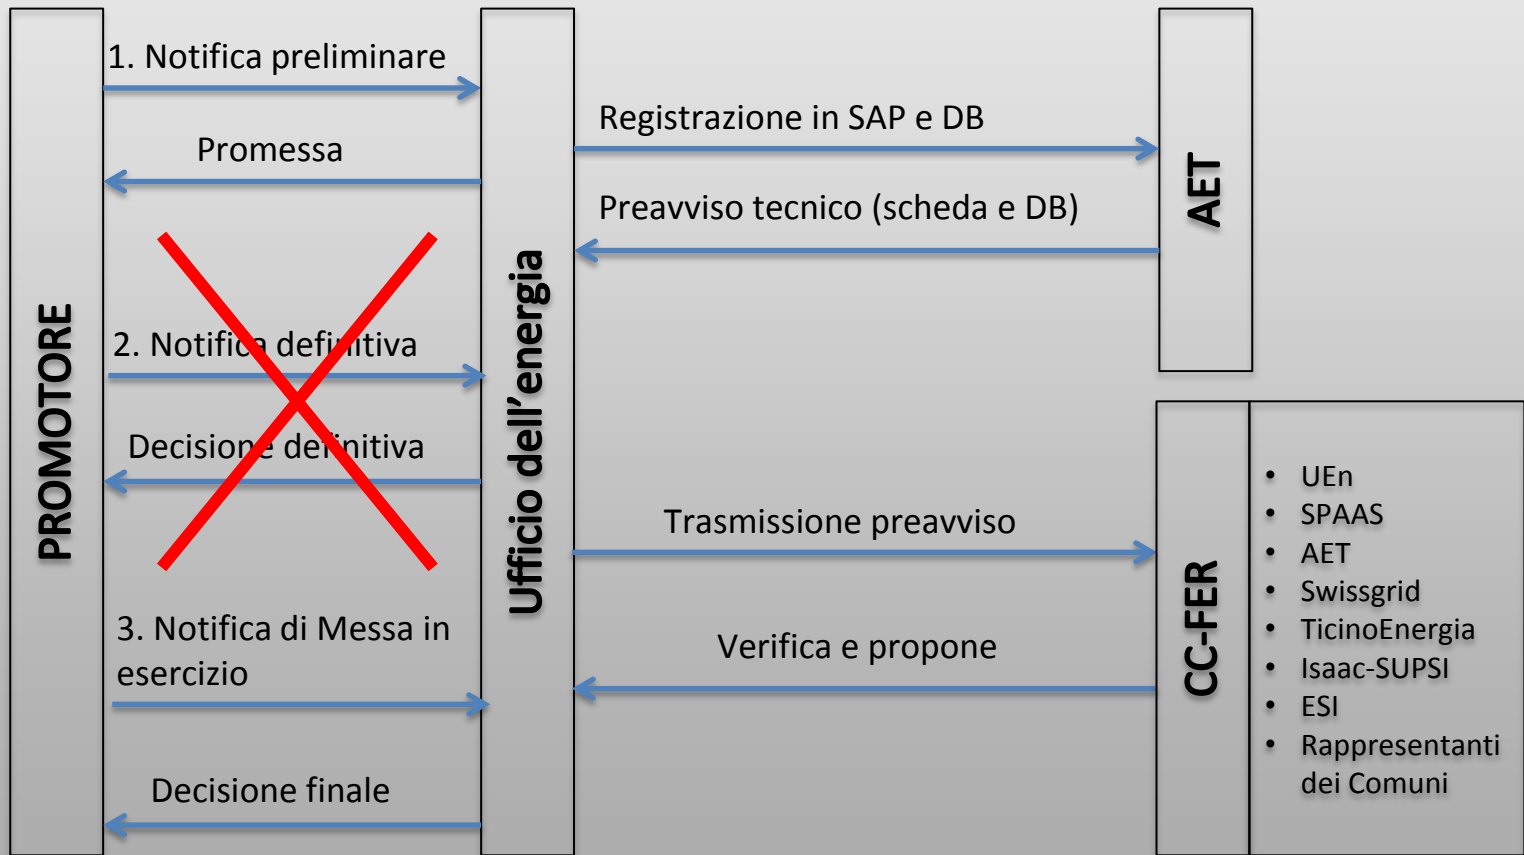 PROMOTORE
1. Notifica preliminare
Promessa
2. Notifica definitiva
Decisione definitiva
3. Notifica di Messa in
esercizio
Decisione finale
Ufficio dell’energia
Registrazione in SAP e DB
Preavviso tecnico (scheda e DB)
Trasmissione preavviso
Verifica e propone
AET
CC-FER
• UEn
• SPAAS
• AET
• Swissgrid
• TicinoEnergia
• Isaac-SUPSI
• ESI
• Rappresentanti
dei Comuni